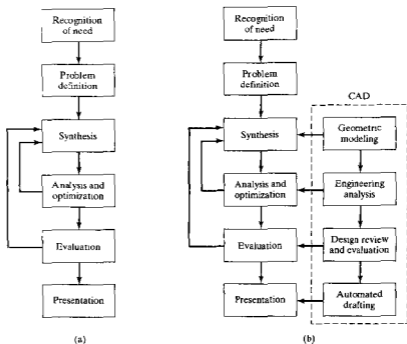 Recognition
of need
Problem
definition
Synthesis
Analysis and
optimization
Evaluation
Presentation
(a)
Recognition
of need
Problem
definition
Synthesis
Analysis and
optimization
Evaluation
Presentation
CAD
Geometric
modeling
Engineering
analysis
Design review
and evaluation
Automated
drafting
(b)